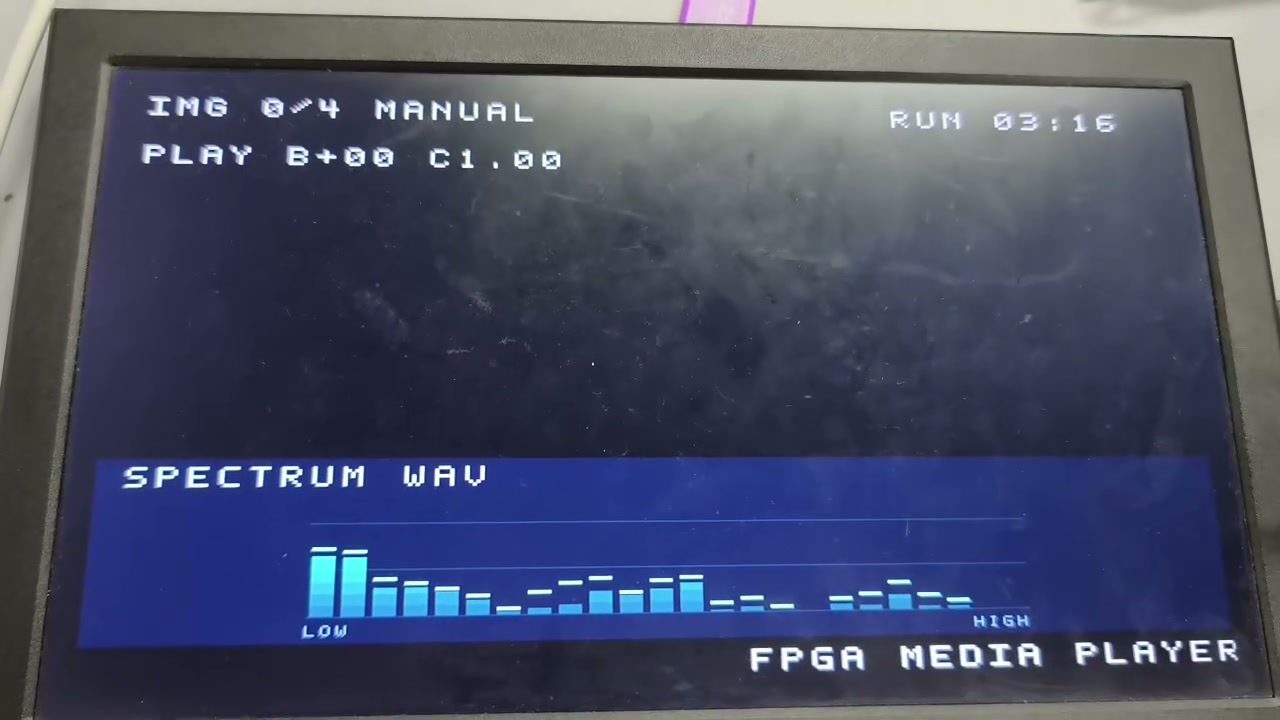 IMG 0/4 MANUAL
RUN 03:16
PLAY B+00 C1.00
SPECTRUM WAV
LOW
HIGH
FPGA MEDIA PLAYER